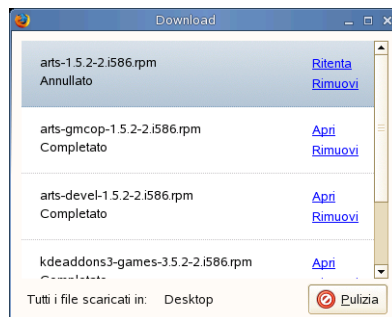 Download
arts-1.5.2-2.i586.rpm Ritenta
Annullato Rimuovi
arts-gmcop-1.5.2-2.i586.rpm Apri
Completato Rimuovi
arts-devel-1.5.2-2.i586.rpm Apri
Completato Rimuovi
kdeaddons3-games-3.5.2-2.i586.rpm Apri
Completato Rimuovi
Tutti i file scaricati in: Desktop Pulizia